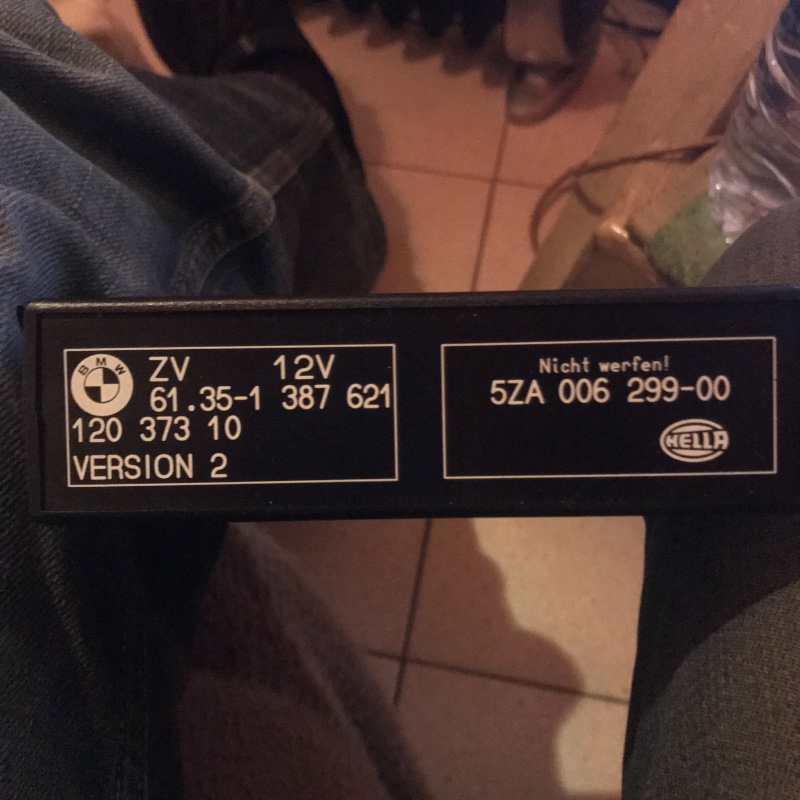 BMW
ZV 12V
61.35-1 387 621
120 373 10
VERSION 2
Nicht werfen!
5ZA 006 299-00
HELLA